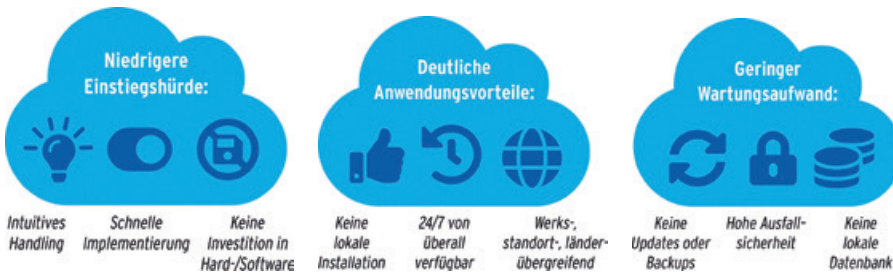 Niedrigere
Einstiegshürde:
Intuitives
Handling
Schnelle
Implementierung
Keine
Investition in
Hard-/Software
Deutliche
Anwendungsvorteile:
Keine
lokale
Installation
24/7 von
überall
verfügbar
Werks-,
standort-, länder-
übergreifend
Geringer
Wartungsaufwand:
Keine
Updates oder
Backups
Hohe Ausfall-
sicherheit
Keine
lokale
Datenbank